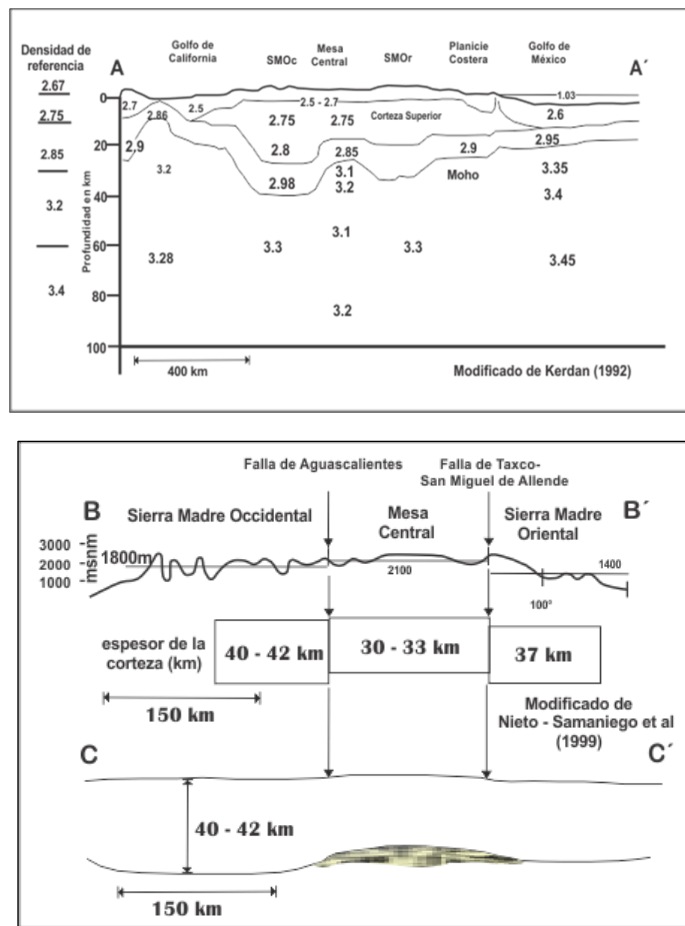 Densidad de
referencia
2.67
2.75
2.85
3.2
3.4
A
Golfo de
California
SMOc
Mesa
Central
SMOr
Planicie
Costera
Golfo de
México
A´
Profundidad en km
0
20
40
60
80
100
2.7
2.86
2.5
2.5 - 2.7
1.03
2.75
2.75
Corteza Superior
2.6
2.9
2.8
2.85
2.9
2.95
3.2
2.98
3.1
3.2
Moho
3.35
3.4
3.28
3.3
3.1
3.3
3.45
3.2
400 km
Modificado de Kerdan (1992)
Falla de Aguascalientes
Falla de Taxco-
San Miguel de Allende
B
Sierra Madre Occidental
Mesa
Central
Sierra Madre
Oriental
B´
3000
2000
1000
msnm
1800m
2100
1400
100°
espesor de la
corteza (km)
40 - 42 km
30 - 33 km
37 km
150 km
Modificado de
Nieto - Samaniego et al
(1999)
C
C´
40 - 42 km
150 km